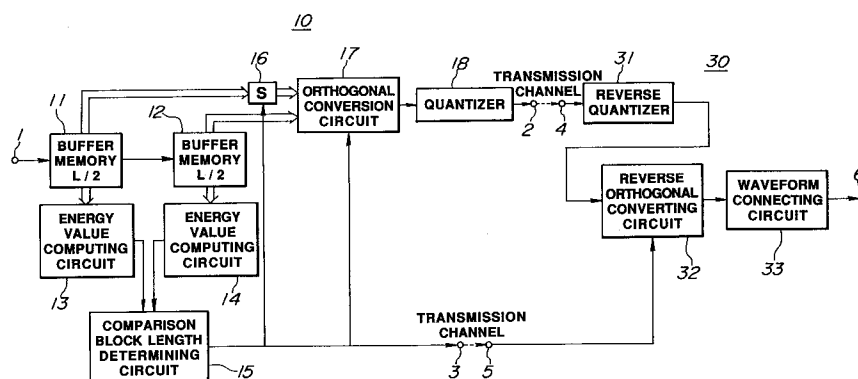 10
30
16
S
17
ORTHOGONAL
CONVERSION
CIRCUIT
18
QUANTIZER
TRANSMISSION
CHANNEL
2
4
31
REVERSE
QUANTIZER
1
11
BUFFER
MEMORY
L/2
12
BUFFER
MEMORY
L/2
ENERGY
VALUE
COMPUTING
CIRCUIT
13
ENERGY
VALUE
COMPUTING
CIRCUIT
14
REVERSE
ORTHOGONAL
CONVERTING
CIRCUIT
32
WAVEFORM
CONNECTING
CIRCUIT
33
6
COMPARISON
BLOCK LENGTH
DETERMINING
CIRCUIT
15
TRANSMISSION
CHANNEL
3
5